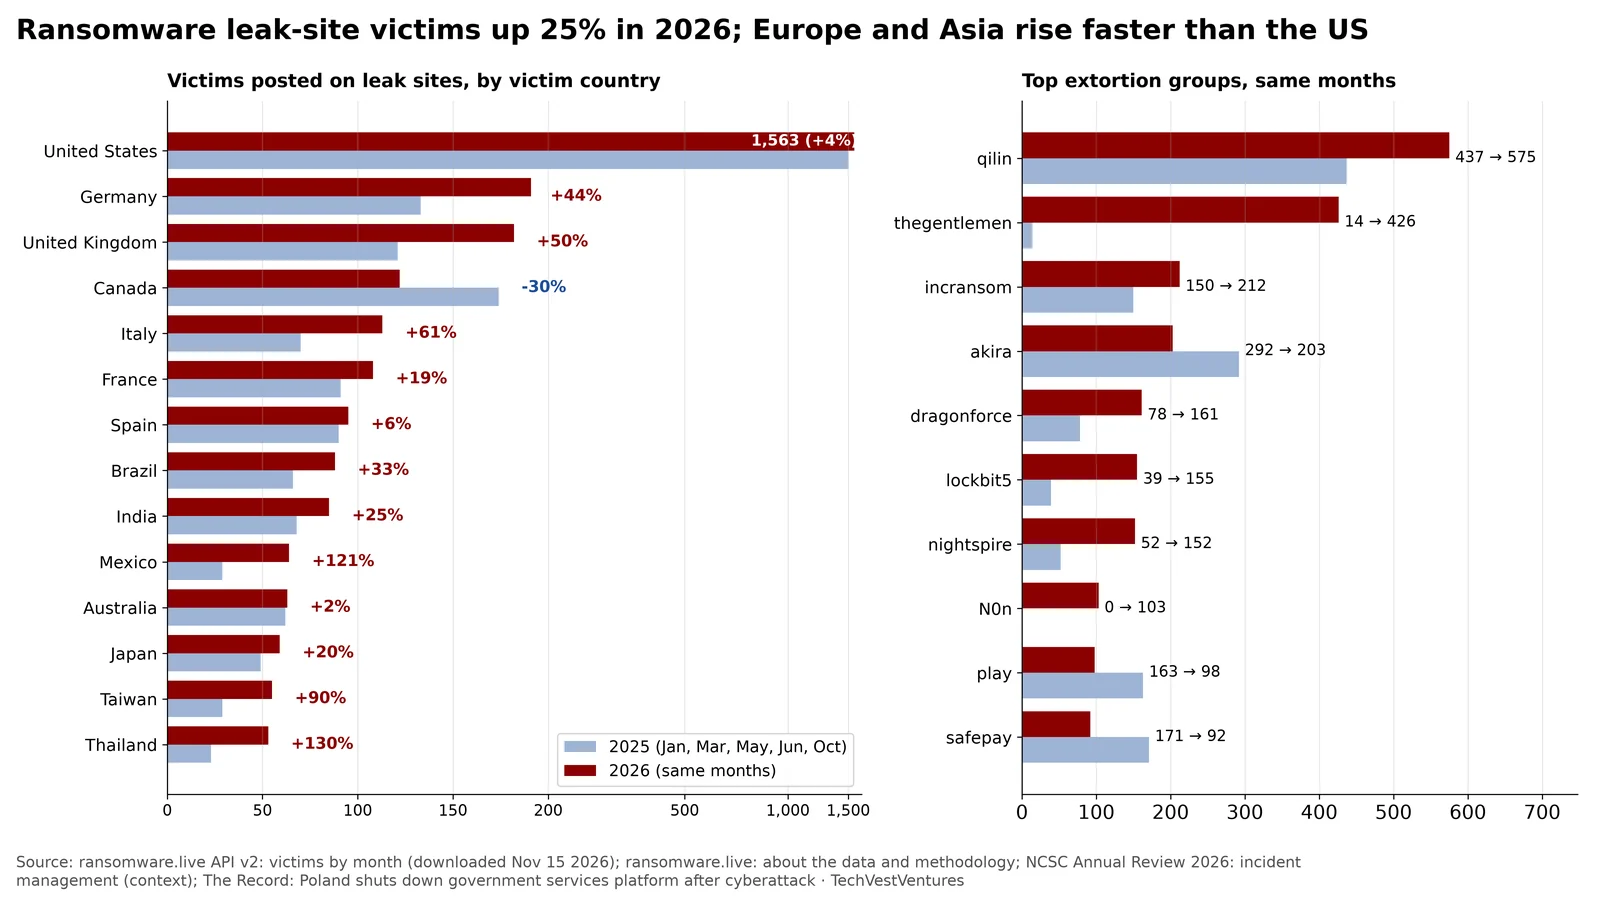 Ransomware leak-site victims up 25% in 2026; Europe and Asia rise faster than the US
Victims posted on leak sites, by victim country
United States
1,563 (+4%)
Germany
+44%
United Kingdom
+50%
Canada
-30%
Italy
+61%
France
+19%
Spain
+6%
Brazil
+33%
India
+25%
Mexico
+121%
Australia
+2%
Japan
+20%
Taiwan
+90%
Thailand
+130%
2025 (Jan, Mar, May, Jun, Oct)
2026 (same months)
0 50 100 150 200 500 1,000 1,500
Top extortion groups, same months
qilin
437 → 575
thegentlemen
14 → 426
incransom
150 → 212
akira
292 → 203
dragonforce
78 → 161
lockbit5
39 → 155
nightspire
52 → 152
N0n
0 → 103
play
163 → 98
safepay
171 → 92
0 100 200 300 400 500 600 700
Source: ransomware.live API v2: victims by month (downloaded Nov 15 2026); ransomware.live: about the data and methodology; NCSC Annual Review 2026: incident
management (context); The Record: Poland shuts down government services platform after cyberattack · TechVestVentures